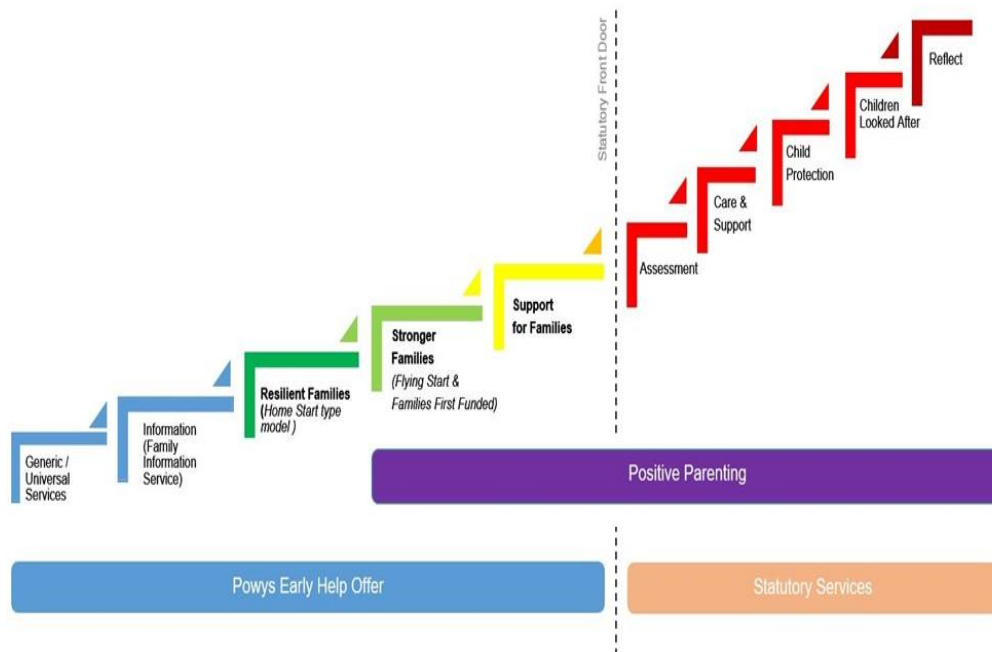 Generic /
Universal
Services
Information
(Family
Information
Service)
Resilient Families
(Home Start type
model )
Stronger
Families
(Flying Start &
Families First Funded)
Support
for Families
Statutory Front Door
Assessment
Care &
Support
Child
Protection
Children
Looked After
Reflect
Positive Parenting
Powys Early Help Offer
Statutory Services